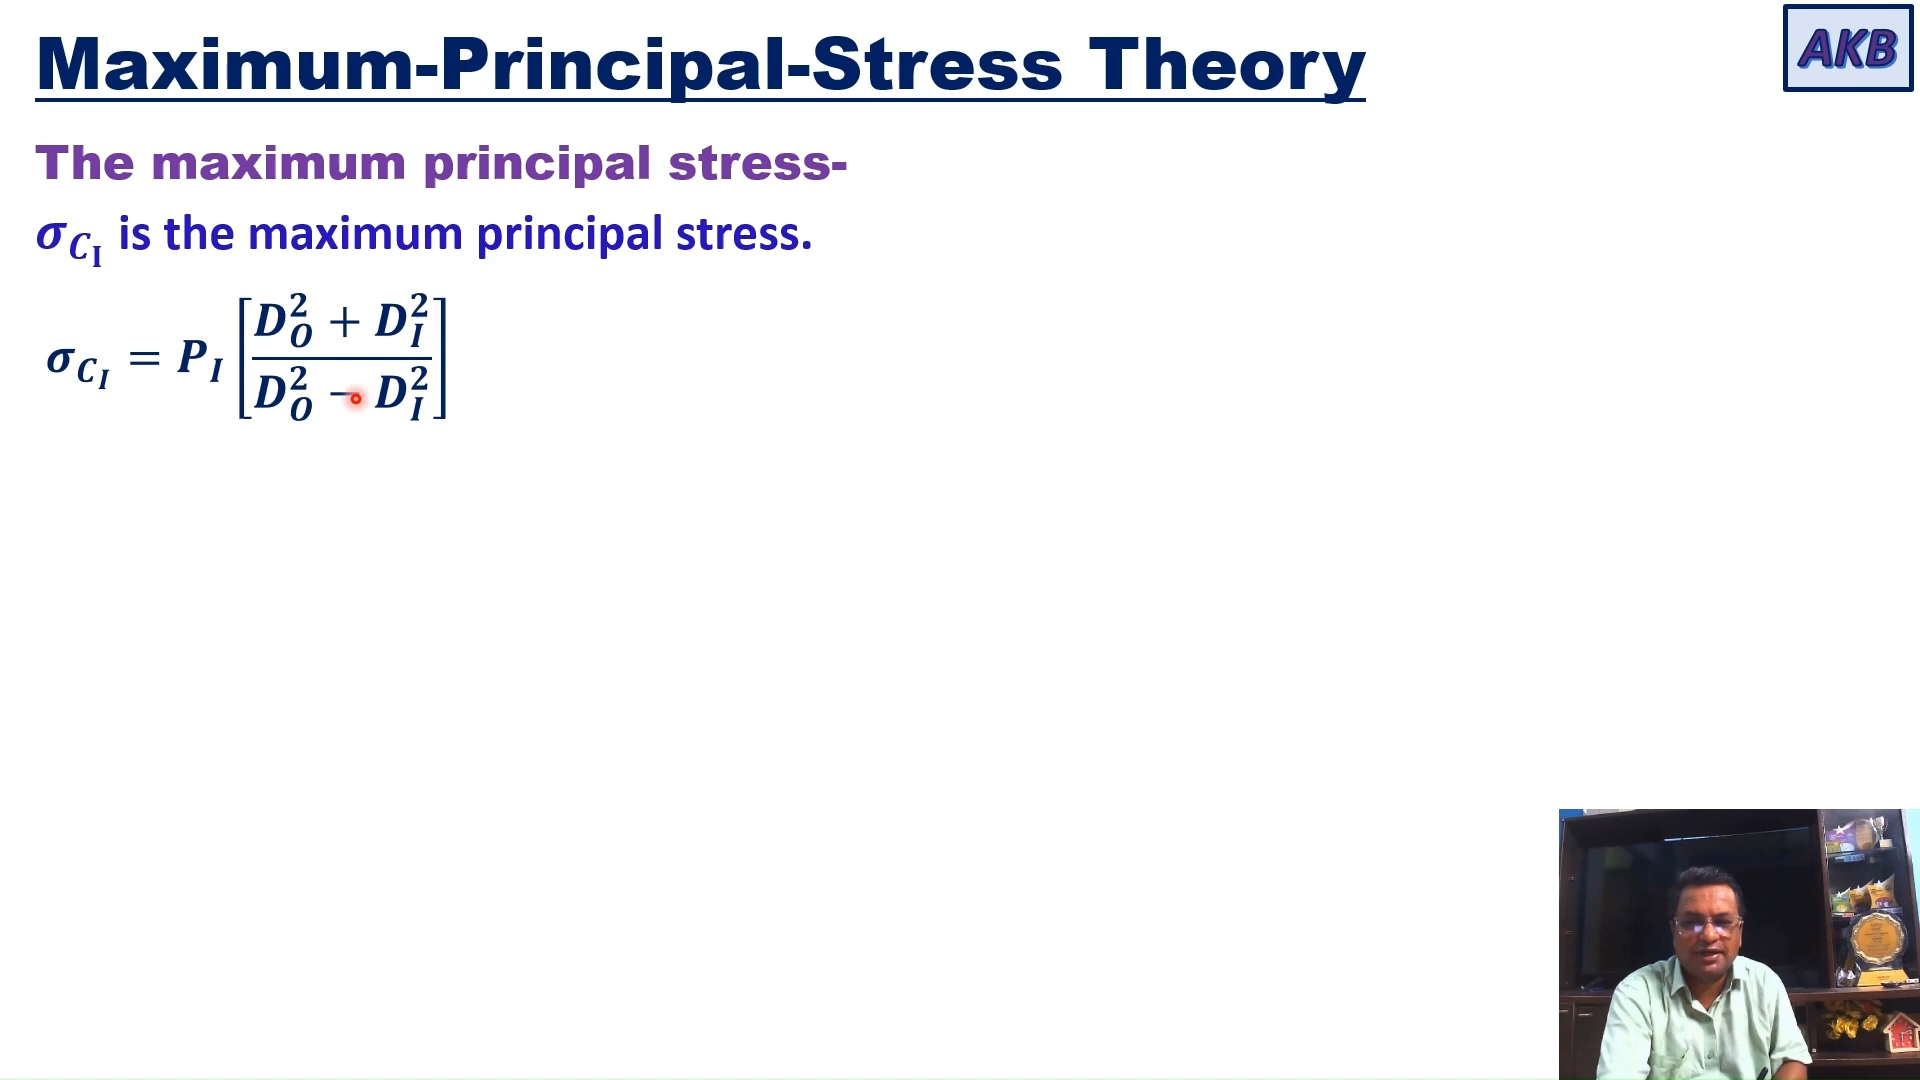 Maximum-Principal-Stress Theory
AKB
The maximum principal stress-
σ_{C_I} is the maximum principal stress.
σ_{C_I} = P_I [(D_O^2 + D_I^2) / (D_O^2 − D_I^2)]